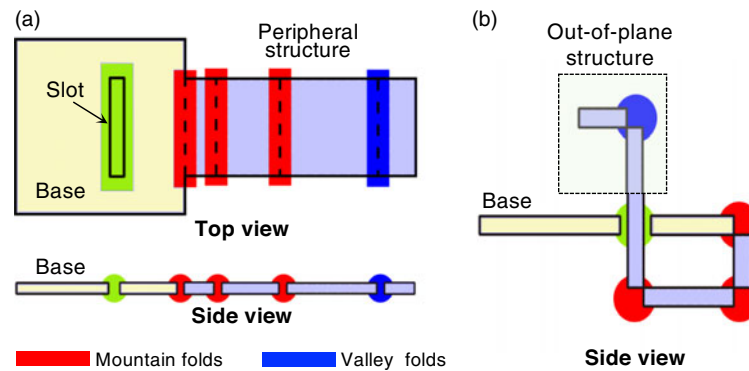 (a)
Peripheral
structure
Slot
Base
Top view
Base
Side view
Mountain folds
Valley folds
(b)
Out-of-plane
structure
Base
Side view